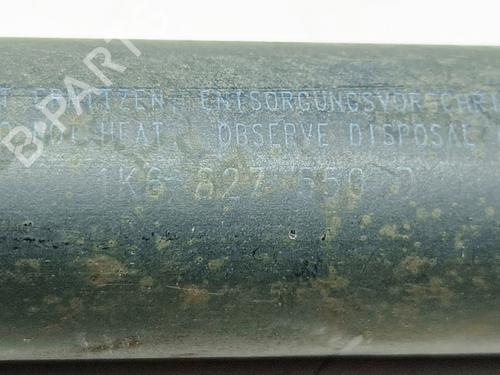 B-PARTS
T ERHITZEN, ENTSORGUNGSVORSCHRI
O NOT HEAT. OBSERVE DISPOSAL
1K6 827 550 D